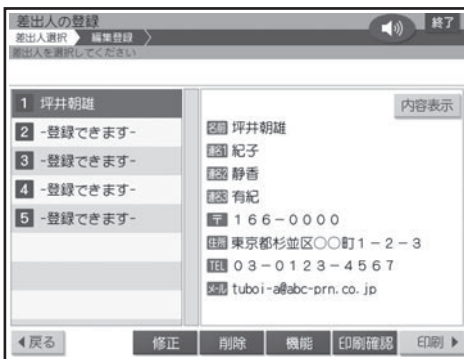 差出人の登録
終了
差出人選択 編集登録
差出人を選択してください
1 坪井朝雄
2 -登録できます-
3 -登録できます-
4 -登録できます-
5 -登録できます-
内容表示
名前 坪井朝雄
連名1 紀子
連名2 静香
連名3 有紀
〒 166-0000
住所 東京都杉並区〇〇町1-2-3
TEL 03-0123-4567
メール tuboi-a@abc-prn.co.jp
戻る 修正 削除 機能 印刷確認 印刷